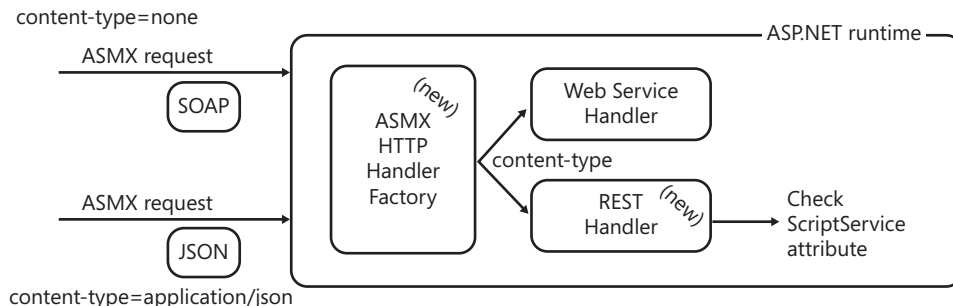 content-type=none
ASP.NET runtime
ASMX request
SOAP
(new)
ASMX
HTTP
Handler
Factory
Web Service
Handler
content-type
ASMX request
JSON
REST
Handler
(new)
Check
ScriptService
attribute
content-type=application/json